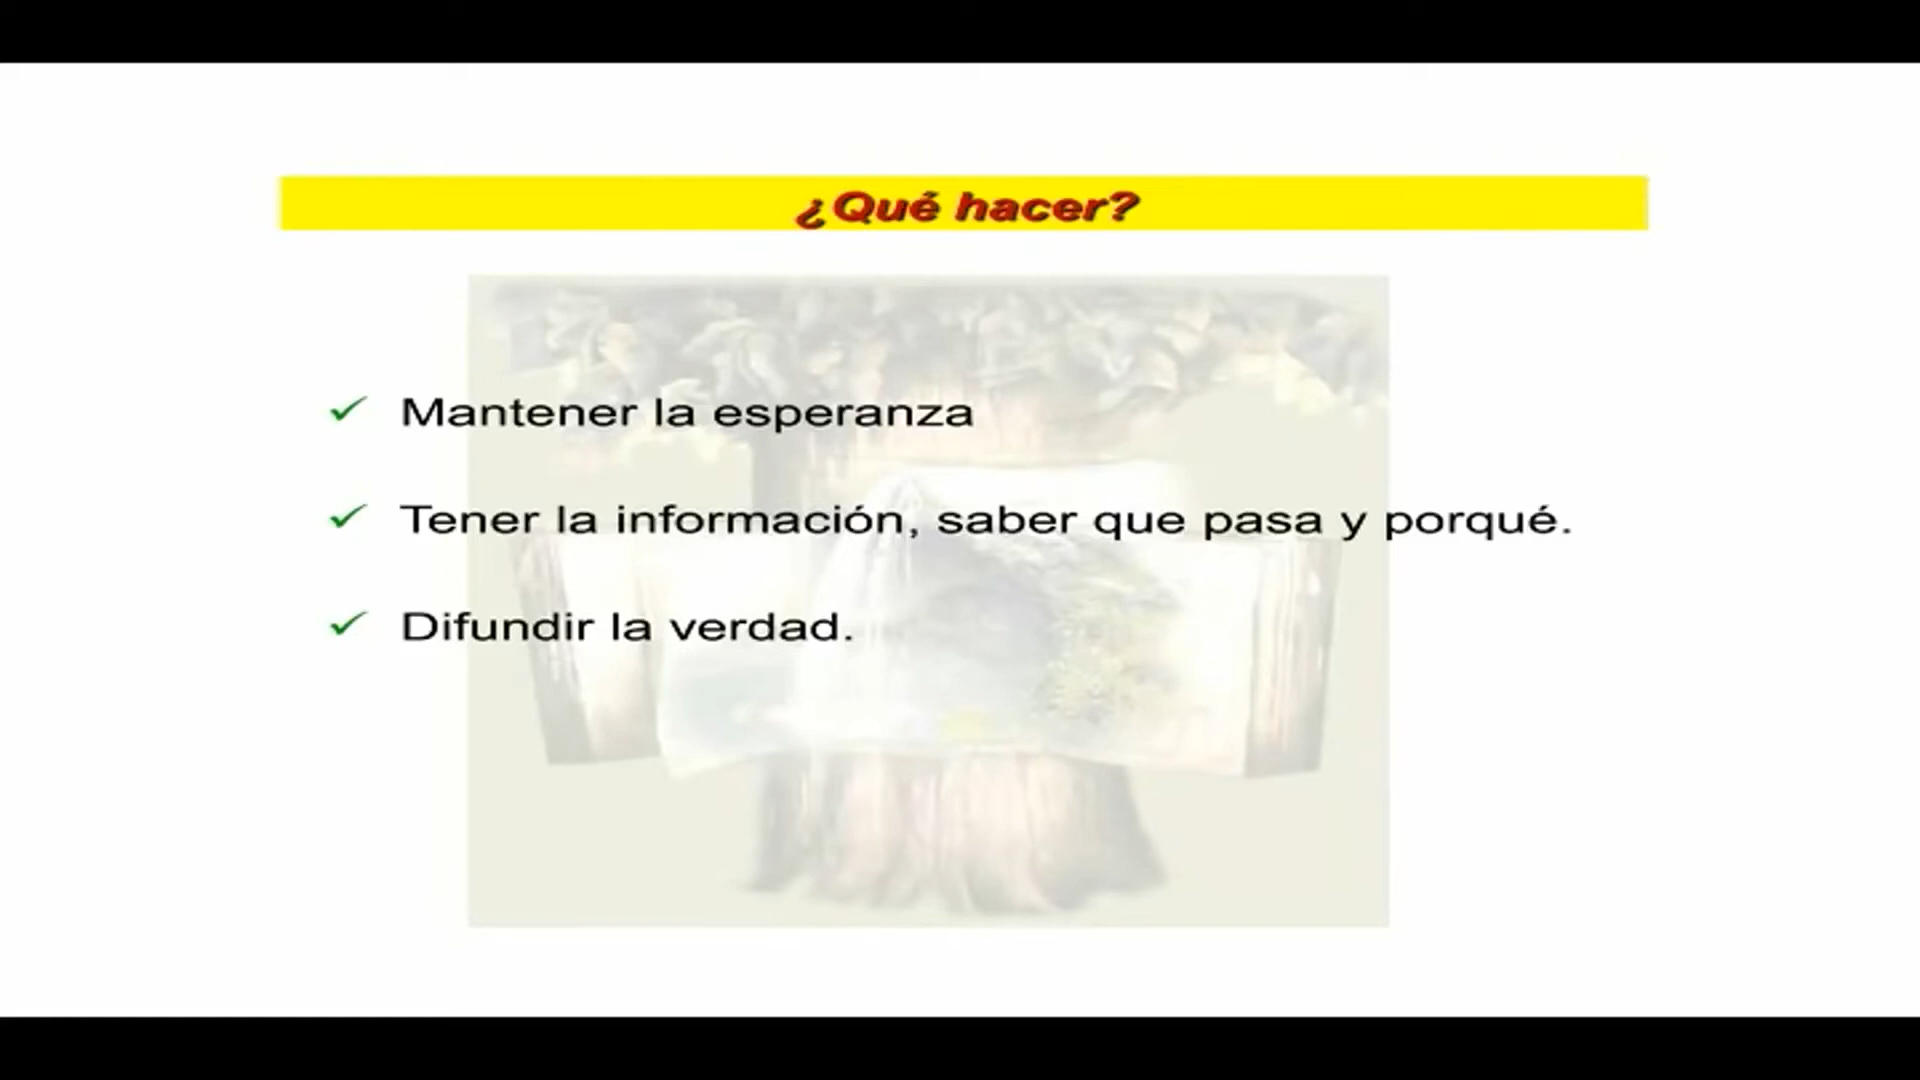 ¿Qué hacer?
Mantener la esperanza
Tener la información, saber que pasa y porqué.
Difundir la verdad.